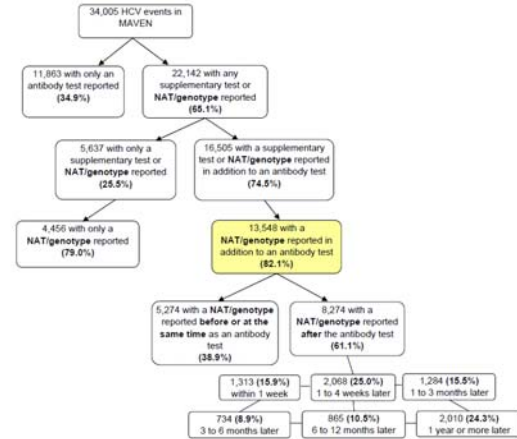 34,005 HCV events in
MAVEN
11,863 with only an
antibody test reported
(34.9%)
22,142 with any
supplementary test or
NAT/genotype reported
(65.1%)
5,637 with only a
supplementary test or
NAT/genotype reported
(25.5%)
16,505 with a supplementary
test or NAT/genotype reported
in addition to an antibody test
(74.5%)
4,456 with only a
NAT/genotype reported
(79.0%)
13,548 with a
NAT/genotype reported in
addition to an antibody test
(82.1%)
5,274 with a NAT/genotype
reported before or at the
same time as an antibody
test
(38.9%)
8,274 with a
NAT/genotype reported
after the antibody test
(61.1%)
1,313 (15.9%)
within 1 week
2,068 (25.0%)
1 to 4 weeks later
1,284 (15.5%)
1 to 3 months later
734 (8.9%)
3 to 6 months later
865 (10.5%)
6 to 12 months later
2,010 (24.3%)
1 year or more later